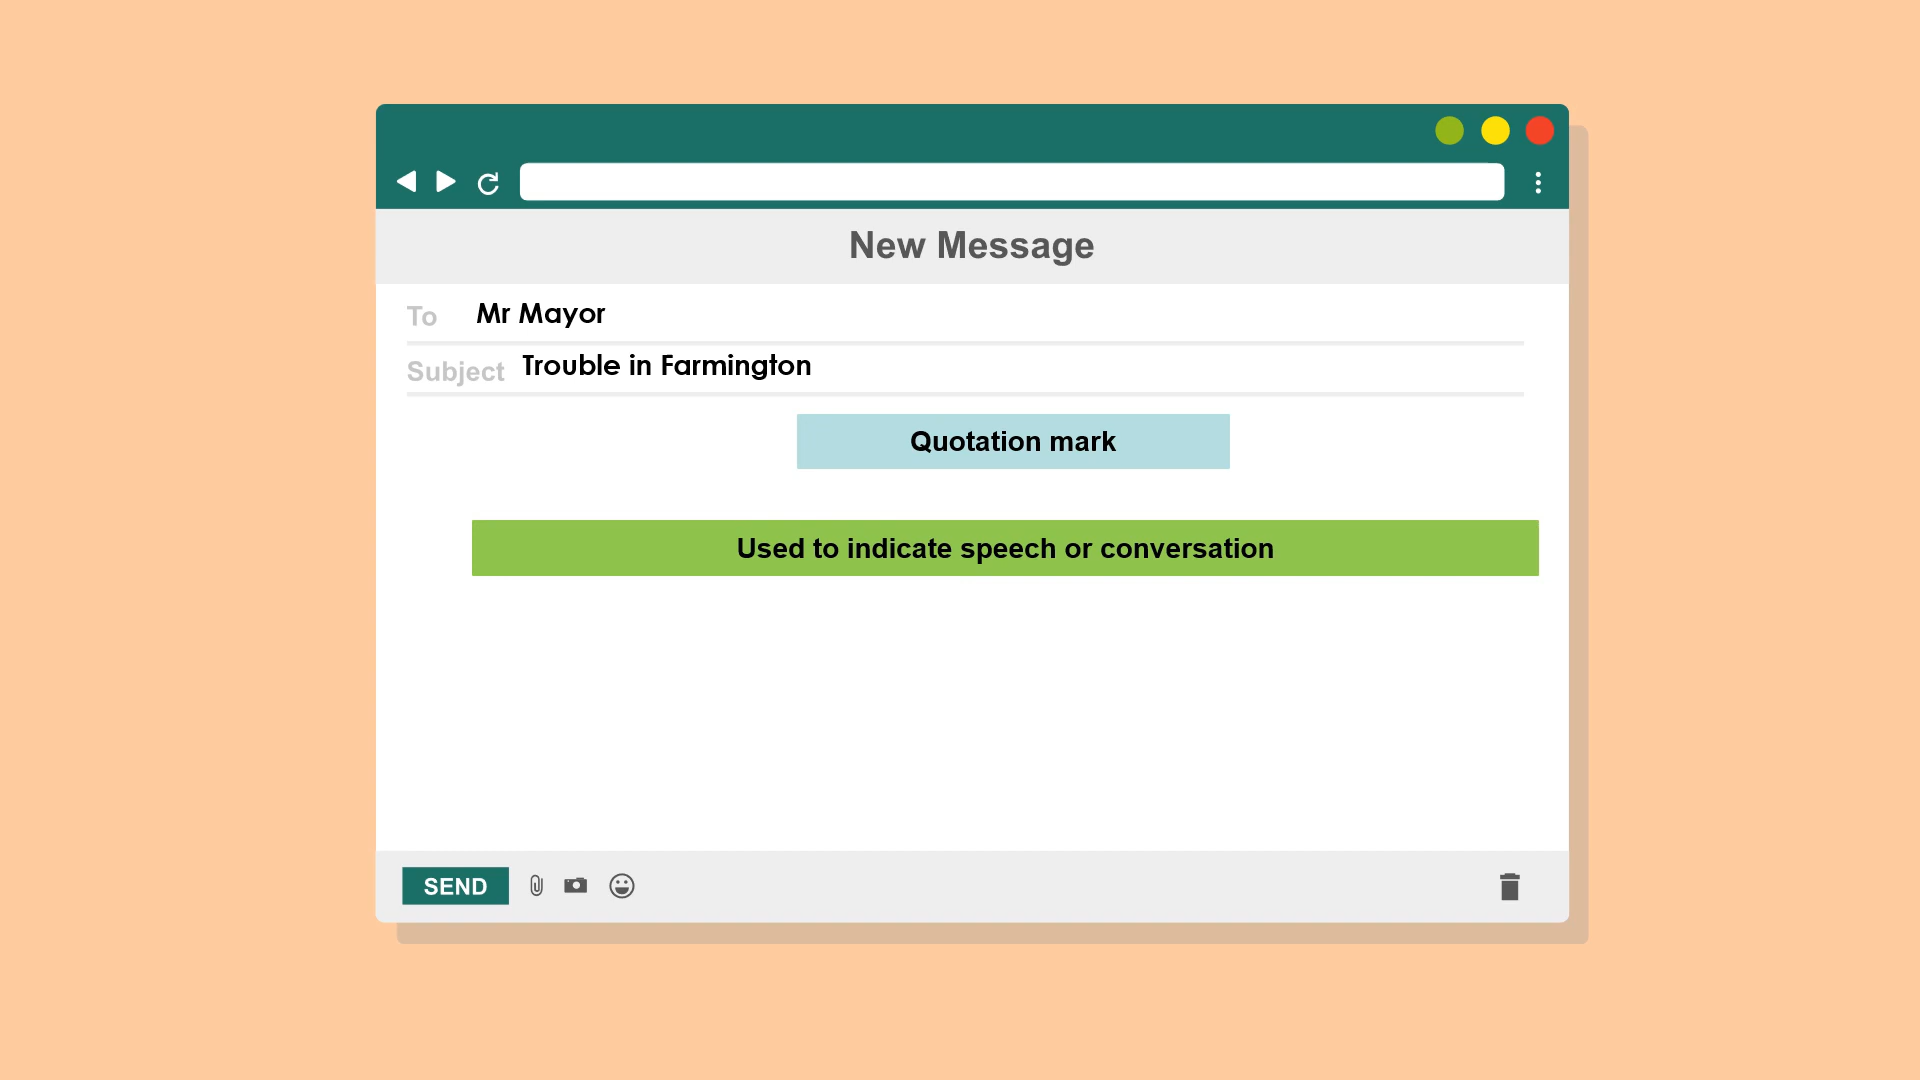 New Message
To Mr Mayor
Subject Trouble in Farmington
Quotation mark
Used to indicate speech or conversation
SEND